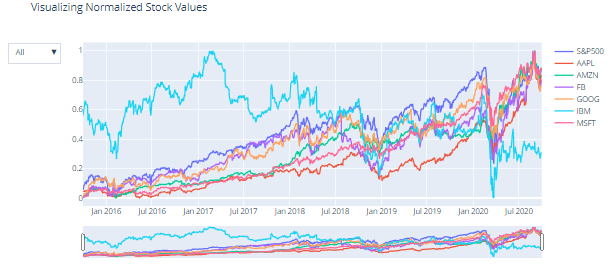 Visualizing Normalized Stock Values
All
1
0.8
0.6
0.4
0.2
0
Jan 2016 Jul 2016 Jan 2017 Jul 2017 Jan 2018 Jul 2018 Jan 2019 Jul 2019 Jan 2020 Jul 2020
S&P500
AAPL
AMZN
FB
GOOG
IBM
MSFT